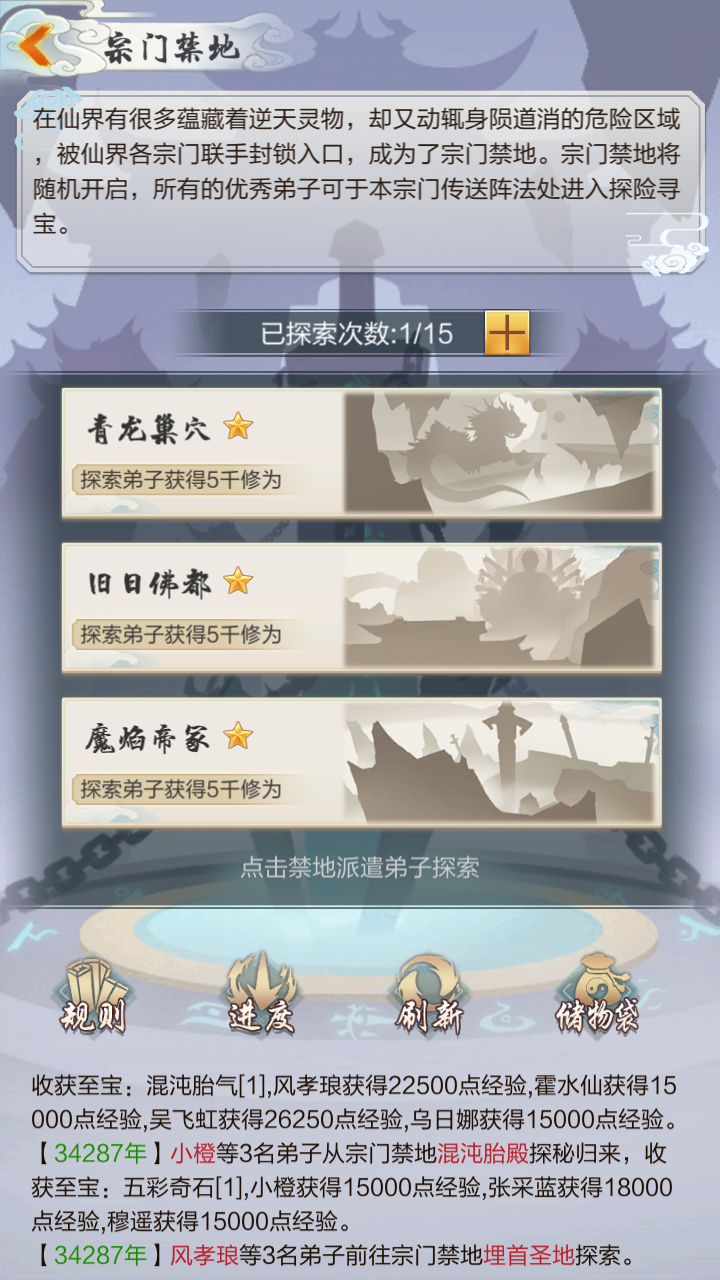 宗门禁地
在仙界有很多蕴藏着逆天灵物，却又动辄身陨道消的危险区域
，被仙界各宗门联手封锁入口，成为了宗门禁地。宗门禁地将
随机开启，所有的优秀弟子可于本宗门传送阵法处进入探险寻
宝。
已探索次数:1/15
青龙巢穴
探索弟子获得5千修为
旧日佛都
探索弟子获得5千修为
魔焰帝冢
探索弟子获得5千修为
点击禁地派遣弟子探索
规则 进度 刷新 储物袋
收获至宝：混沌胎气[1],风孝琅获得22500点经验,霍水仙获得15
000点经验,吴飞虹获得26250点经验,乌日娜获得15000点经验。
【34287年】小橙等3名弟子从宗门禁地混沌胎殿探秘归来，收
获至宝：五彩奇石[1],小橙获得15000点经验,张采蓝获得18000
点经验,穆遥获得15000点经验。
【34287年】风孝琅等3名弟子前往宗门禁地埋首圣地探索。